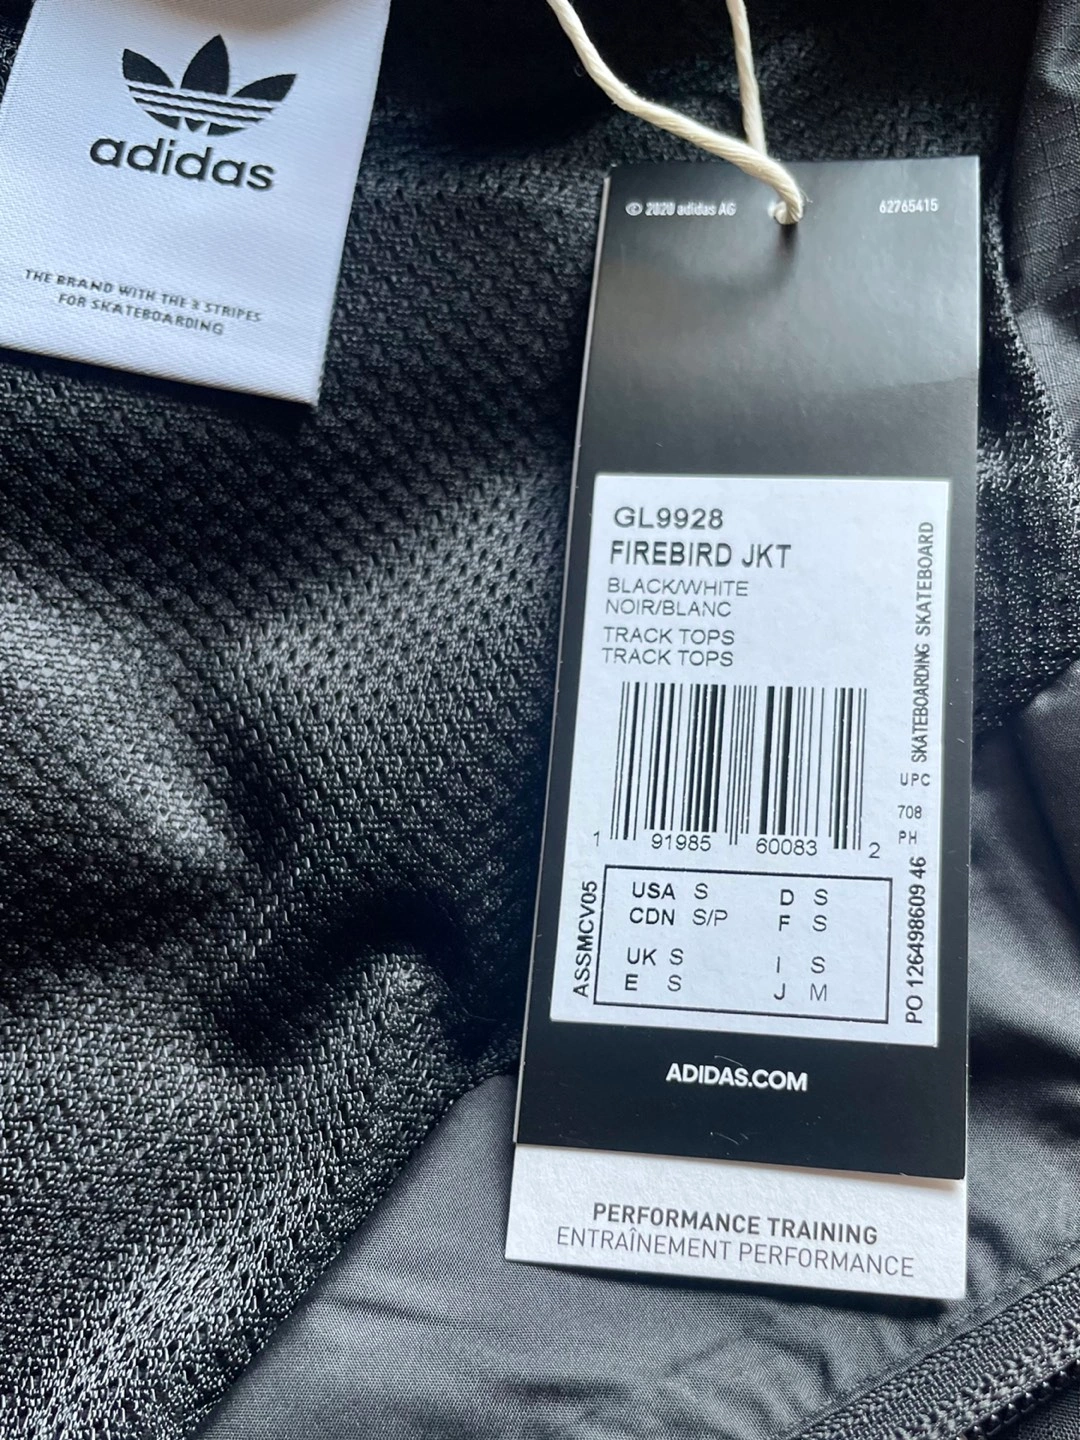 adidas
THE BRAND WITH THE 3 STRIPES
FOR SKATEBOARDING
© 2020 adidas AG
62765415
GL9928
FIREBIRD JKT
BLACK/WHITE
NOIR/BLANC
TRACK TOPS
TRACK TOPS
SKATEBOARDING SKATEBOARD
1 91985 60083 2
UPC
708
PH
ASSMCV05
USA S D S
CDN S/P F S
UK S I S
E S J M
PO 126498609 46
ADIDAS.COM
PERFORMANCE TRAINING
ENTRAÎNEMENT PERFORMANCE